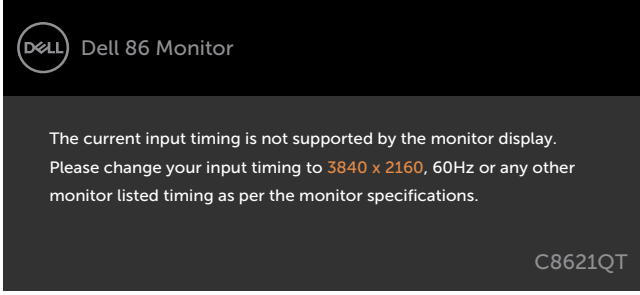 DELL
Dell 86 Monitor
The current input timing is not supported by the monitor display.
Please change your input timing to 3840 x 2160, 60Hz or any other
monitor listed timing as per the monitor specifications.
C8621QT